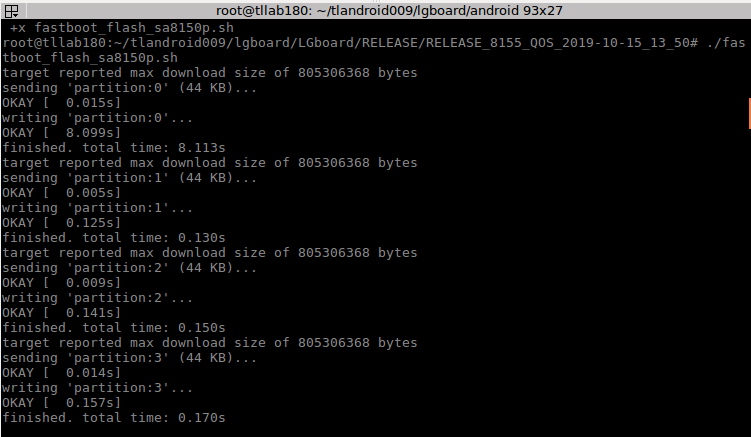 root@tllab180: ~/tlandroid009/lgboard/android 93x27
+x fastboot_flash_sa8150p.sh
root@tllab180:~/tlandroid009/lgboard/LGboard/RELEASE/RELEASE_8155_QOS_2019-10-15_13_50# ./fas
tboot_flash_sa8150p.sh
target reported max download size of 805306368 bytes
sending 'partition:0' (44 KB)...
OKAY [  0.015s]
writing 'partition:0'...
OKAY [  8.099s]
finished. total time: 8.113s
target reported max download size of 805306368 bytes
sending 'partition:1' (44 KB)...
OKAY [  0.005s]
writing 'partition:1'...
OKAY [  0.125s]
finished. total time: 0.130s
target reported max download size of 805306368 bytes
sending 'partition:2' (44 KB)...
OKAY [  0.009s]
writing 'partition:2'...
OKAY [  0.141s]
finished. total time: 0.150s
target reported max download size of 805306368 bytes
sending 'partition:3' (44 KB)...
OKAY [  0.014s]
writing 'partition:3'...
OKAY [  0.157s]
finished. total time: 0.170s